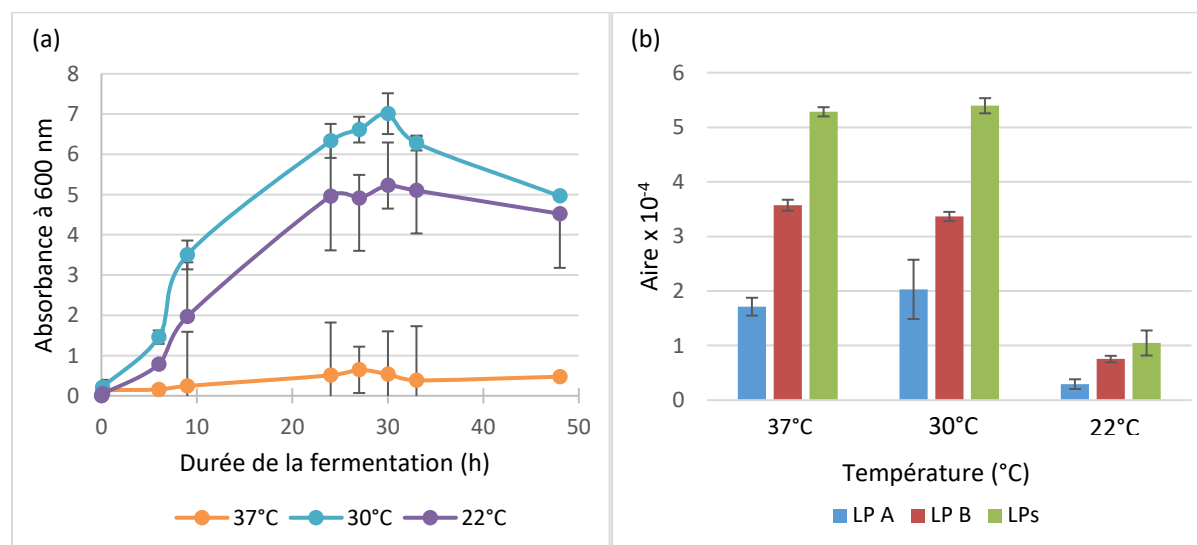 (a)
Absorbance à 600 nm
8
7
6
5
4
3
2
1
0
0 10 20 30 40 50
Durée de la fermentation (h)
37°C 30°C 22°C
(b)
Aire x 10-4
6
5
4
3
2
1
0
37°C 30°C 22°C
Température (°C)
LP A LP B LPs